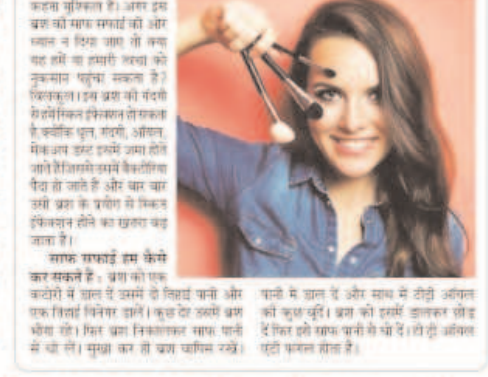 कहना मुश्किल है। अगर इस
ब्रश की साफ सफाई की ओर
ध्यान न दिया जाए तो क्या
यह हमें या हमारी त्वचा को
नुकसान पहुंचा सकता है?
बिलकुल। इस ब्रश की गंदगी
से हमें स्किन इंफेक्शन हो सकता
है क्योंकि धूल, गंदगी, ऑयल,
मेकअप डस्ट इसमें जमा होते
जाते हैं जिससे उसमें बैक्टीरिया
पैदा हो जाते हैं और बार बार
उसी ब्रश के प्रयोग से स्किन
इंफेक्शन होने का खतरा बढ़
जाता है।
साफ सफाई हम कैसे
कर सकते हैं : ब्रश को एक
कटोरी में डाल दें उसमें दो तिहाई पानी और
एक तिहाई विनेगर डालें। कुछ देर उसमें ब्रश
भीगा रहे। फिर ब्रश निकालकर साफ पानी
से धो लें। सुखा कर ही ब्रश वापिस रखें।
पानी में डाल दें और साथ में टीट्री ऑयल
की कुछ बूंदें। ब्रश को इसमें डालकर छोड़
दें फिर इसे साफ पानी से धो दें। टी ट्री ऑयल
एंटी फंगल होता है।